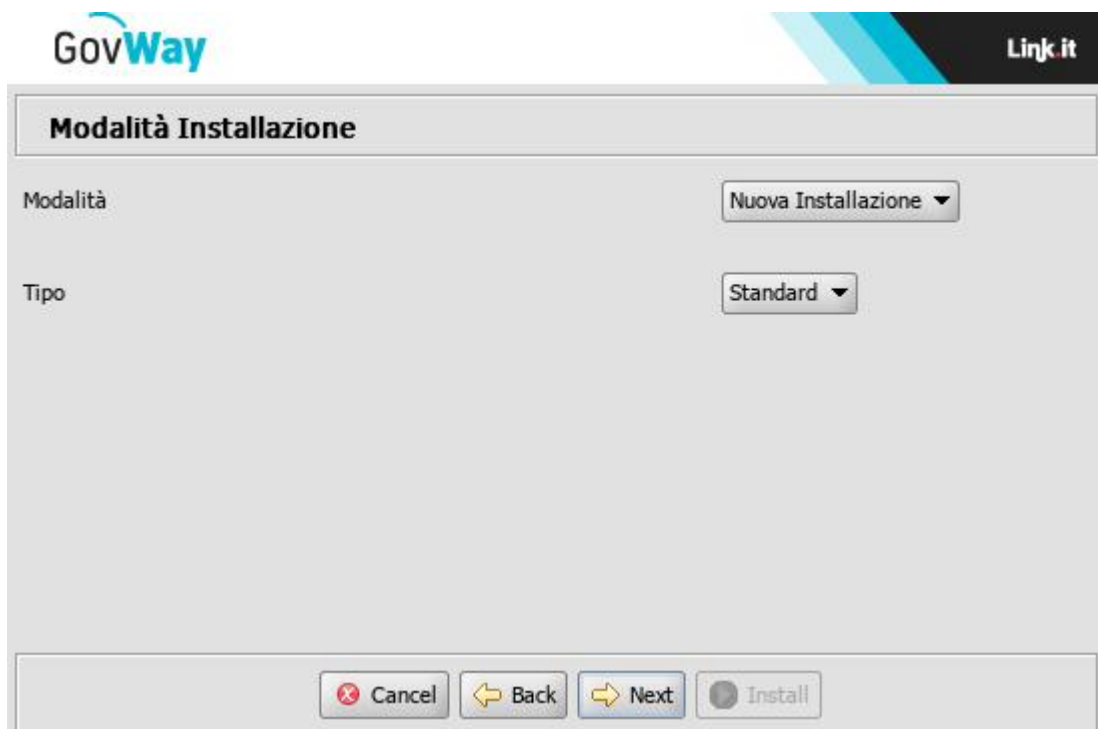 GovWay
Link.it
Modalità Installazione
Modalità
Nuova Installazione
Tipo
Standard
Cancel
Back
Next
Install